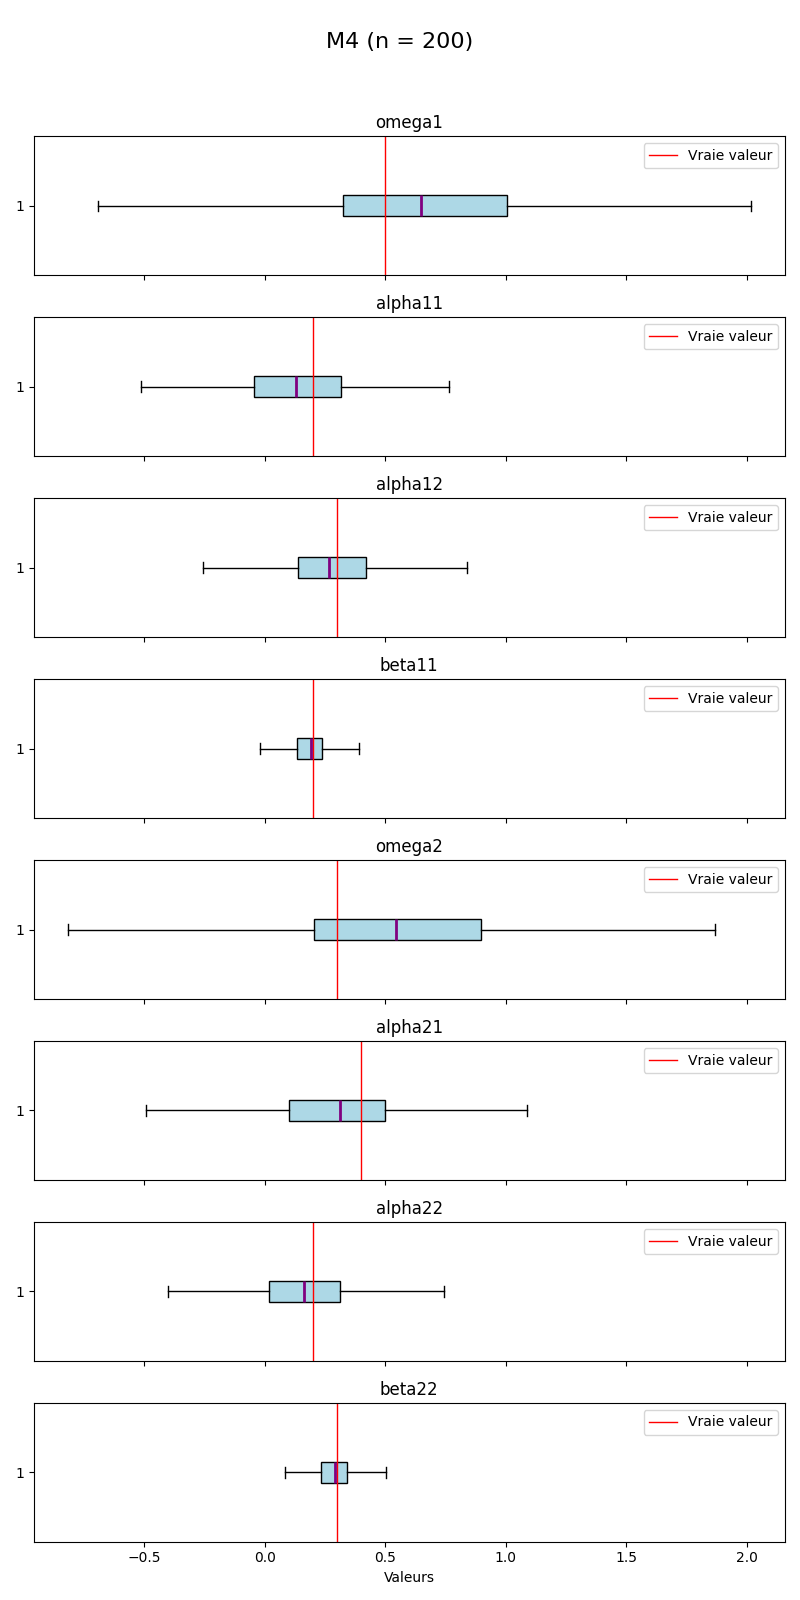 M4 (n = 200)
omega1
Vraie valeur
1
alpha11
Vraie valeur
1
alpha12
Vraie valeur
1
beta11
Vraie valeur
1
omega2
Vraie valeur
1
alpha21
Vraie valeur
1
alpha22
Vraie valeur
1
beta22
Vraie valeur
1
−0.5 0.0 0.5 1.0 1.5 2.0
Valeurs